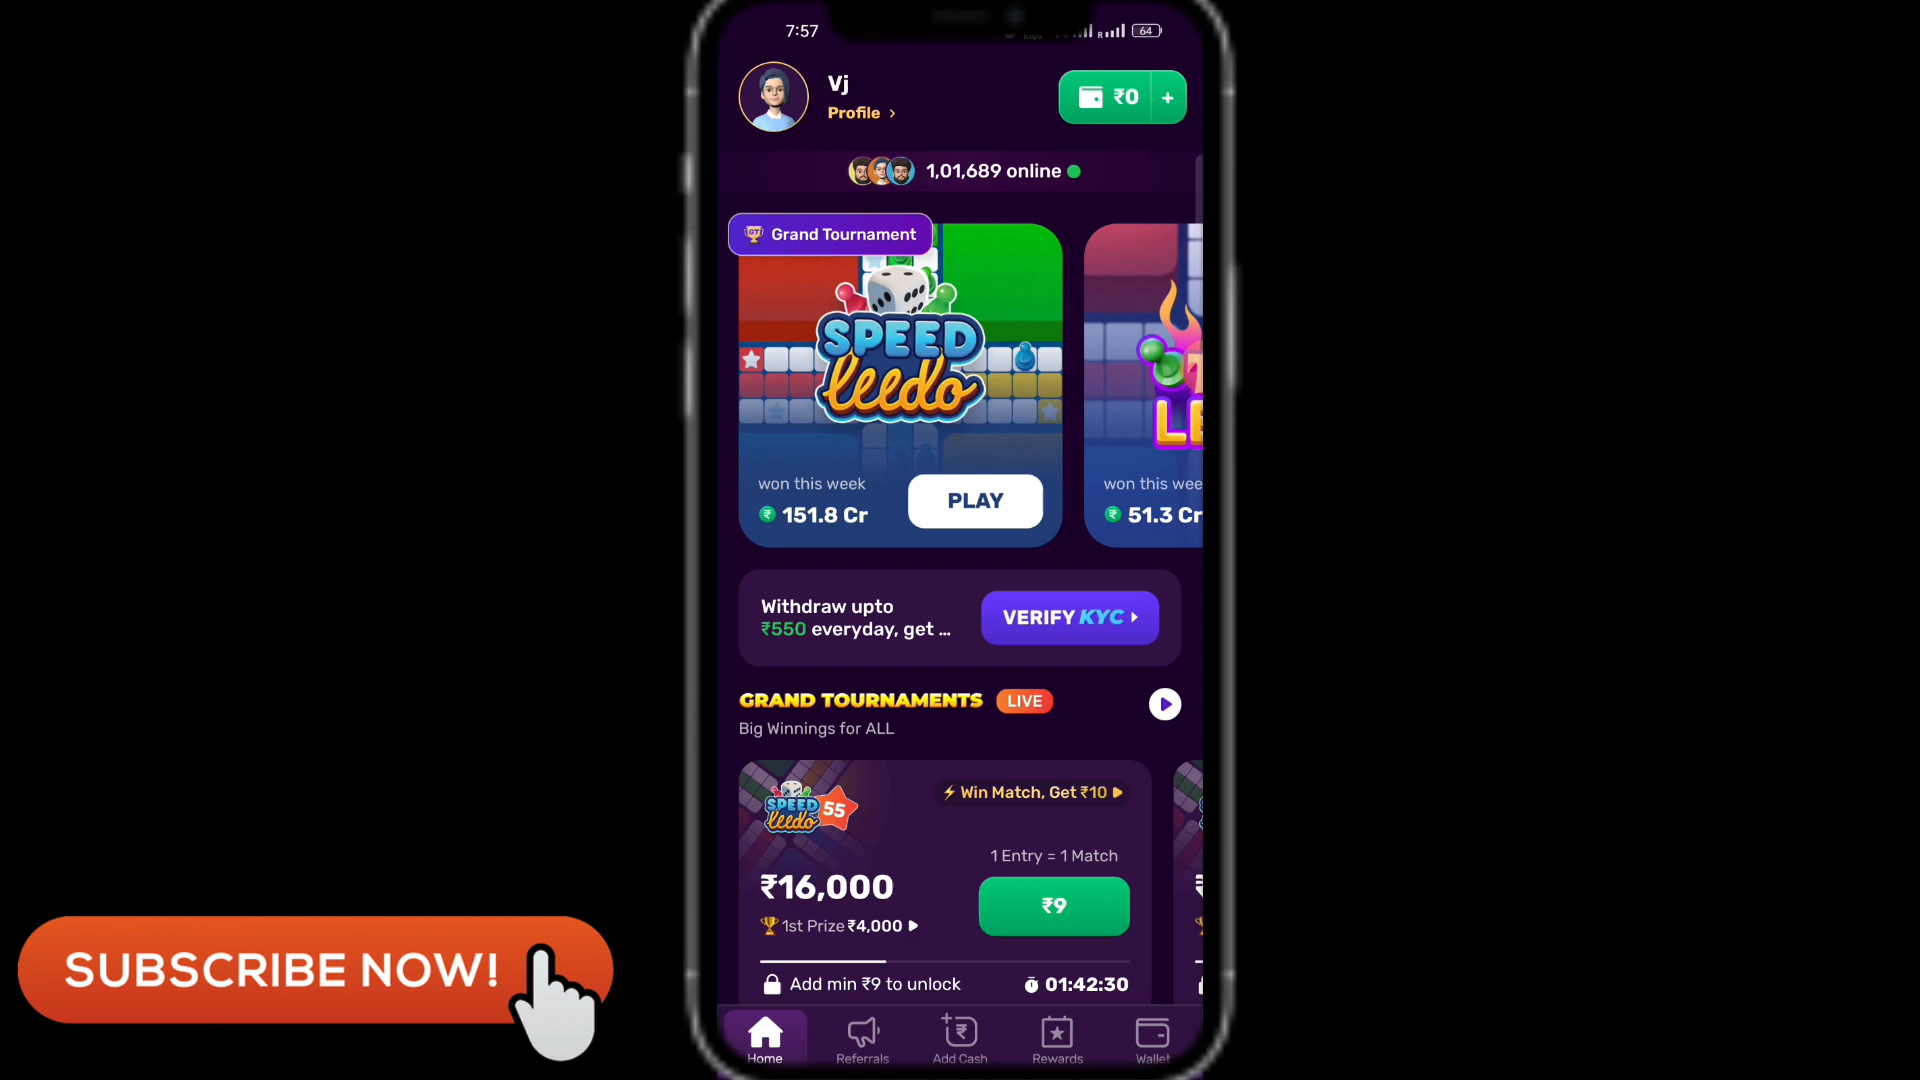 7:57
R
64
Vj
Profile >
₹0 +
1,01,689 online
GT Grand Tournament
SPEED
leedo
won this week
₹ 151.8 Cr
PLAY
won this wee
₹ 51.3 Cr
LE
Withdraw upto
₹550 everyday, get ...
VERIFY KYC
GRAND TOURNAMENTS LIVE
Big Winnings for ALL
SPEED
leedo
55
Win Match, Get ₹10
1 Entry = 1 Match
₹16,000
₹9
1st Prize ₹4,000
Add min ₹9 to unlock
01:42:30
Home
Referrals
Add Cash
Rewards
Wallet
SUBSCRIBE NOW!